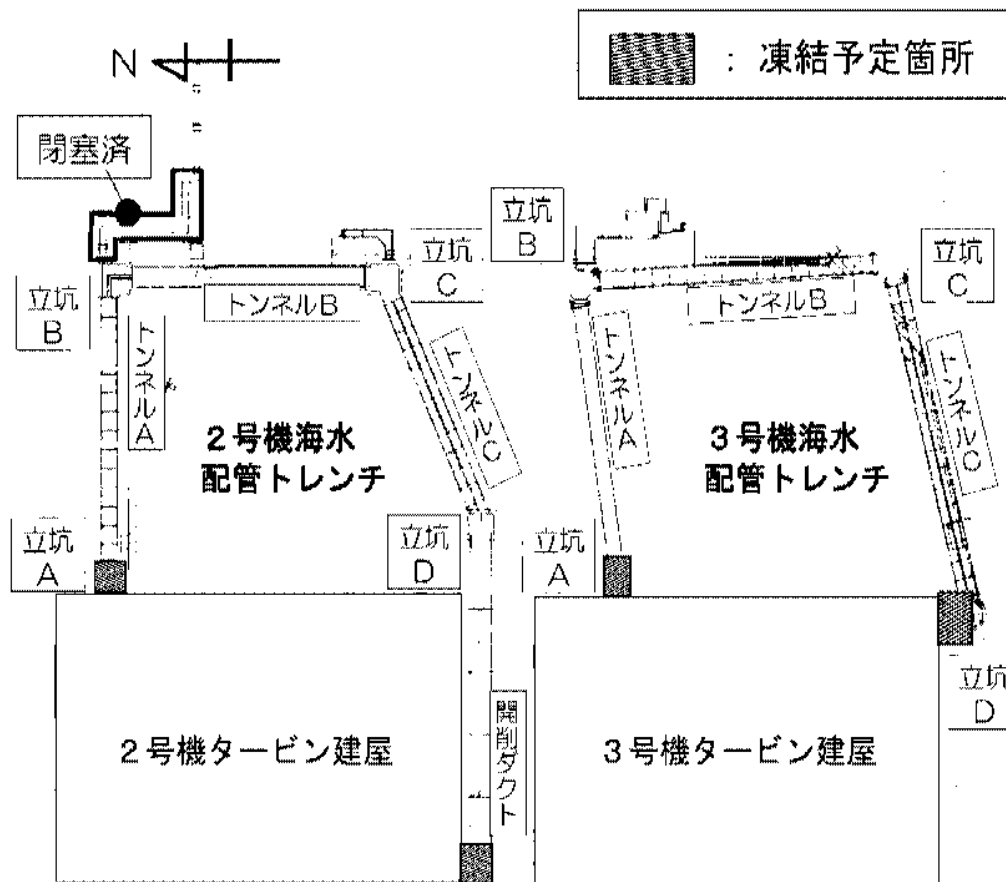 N
: 凍結予定箇所
閉塞済
立坑
B
立坑
C
立坑
B
立坑
C
トンネルB
トンネルB
立坑
B
トンネルA
トンネルC
トンネルA
トンネルC
2号機海水
配管トレンチ
3号機海水
配管トレンチ
立坑
A
立坑
D
立坑
A
立坑
D
開削ダクト
2号機タービン建屋
3号機タービン建屋